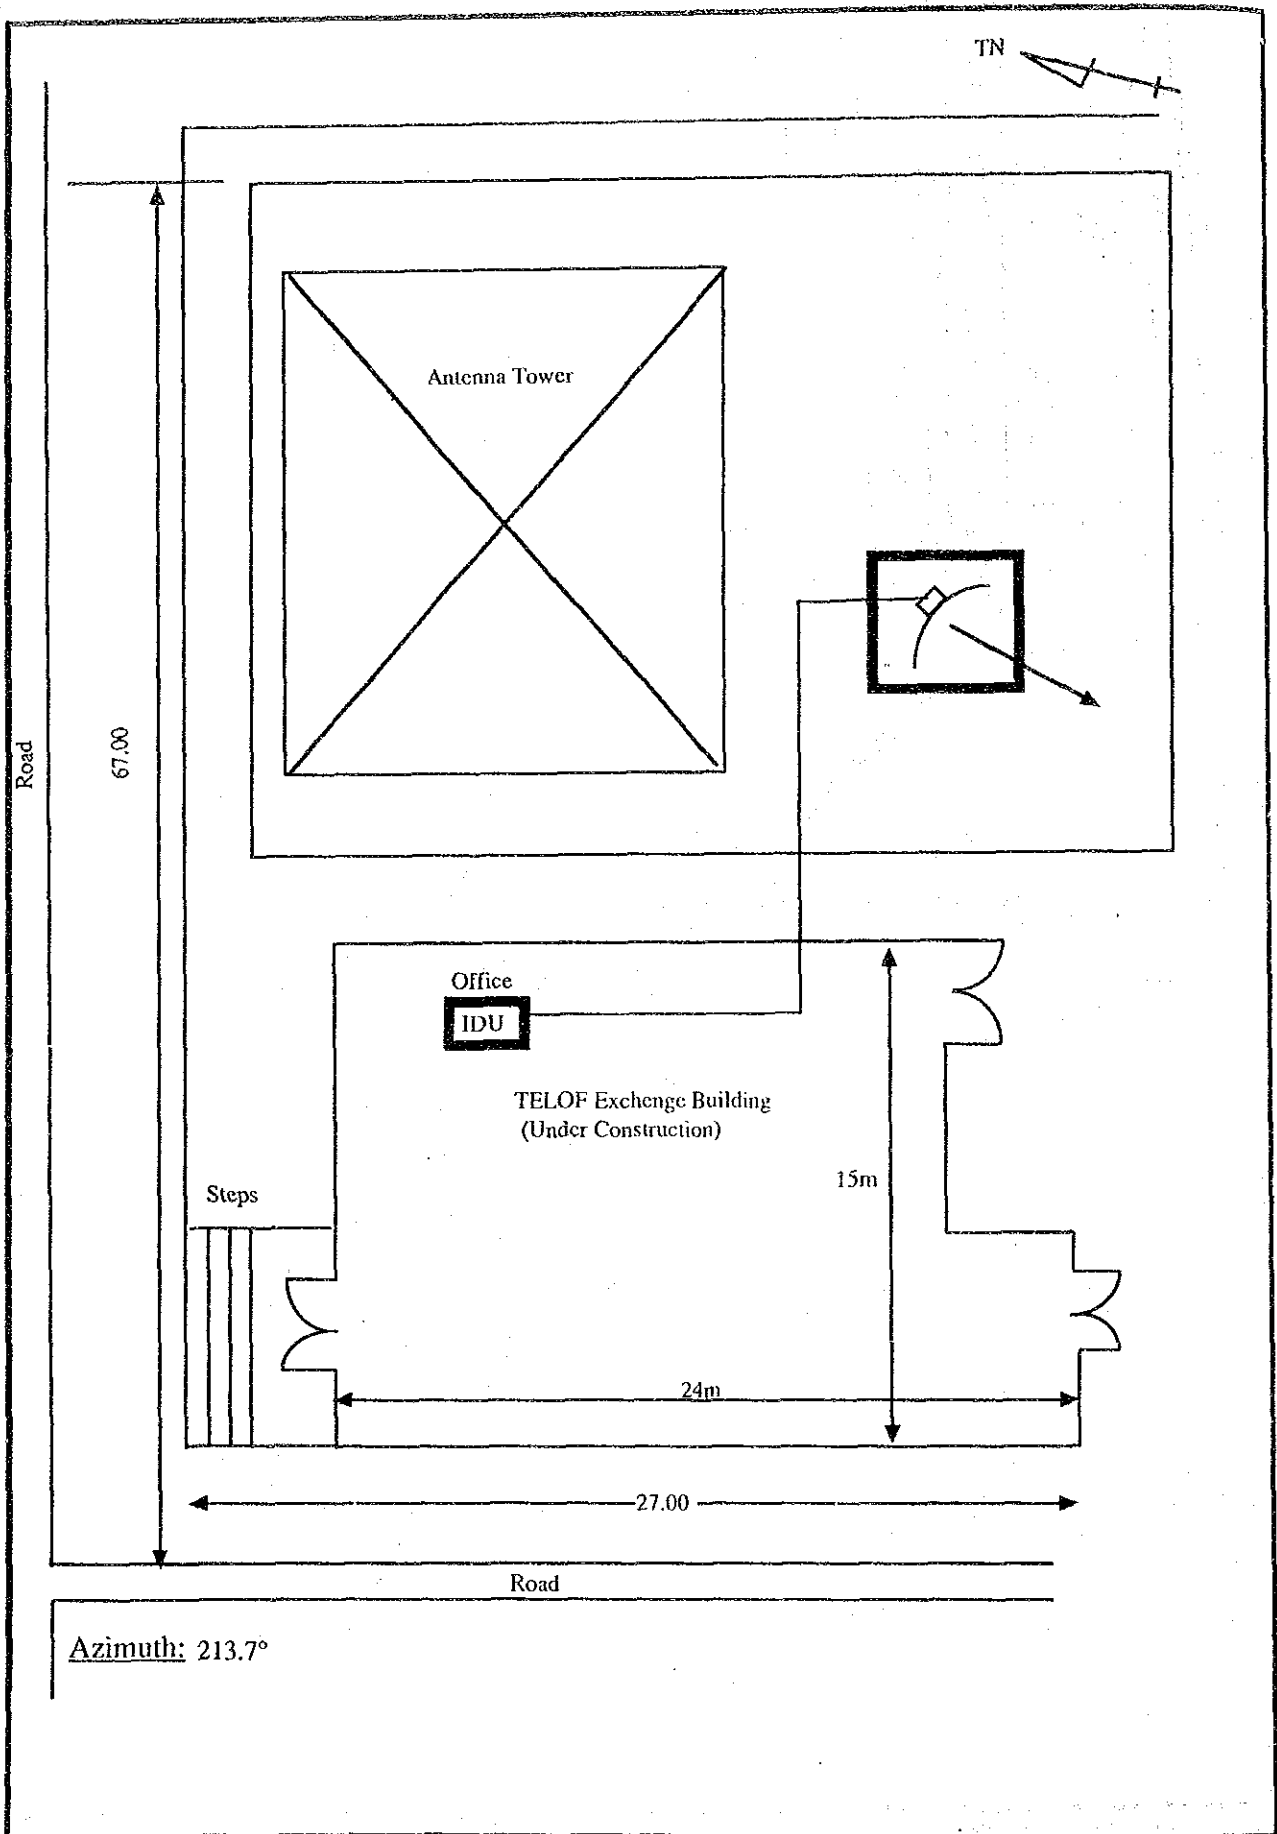 TN
Antenna Tower
Road
67.00
Office
IDU
TELOF Exchenge Building
(Under Construction)
15m
Steps
24m
27.00
Road
Azimuth: 213.7°